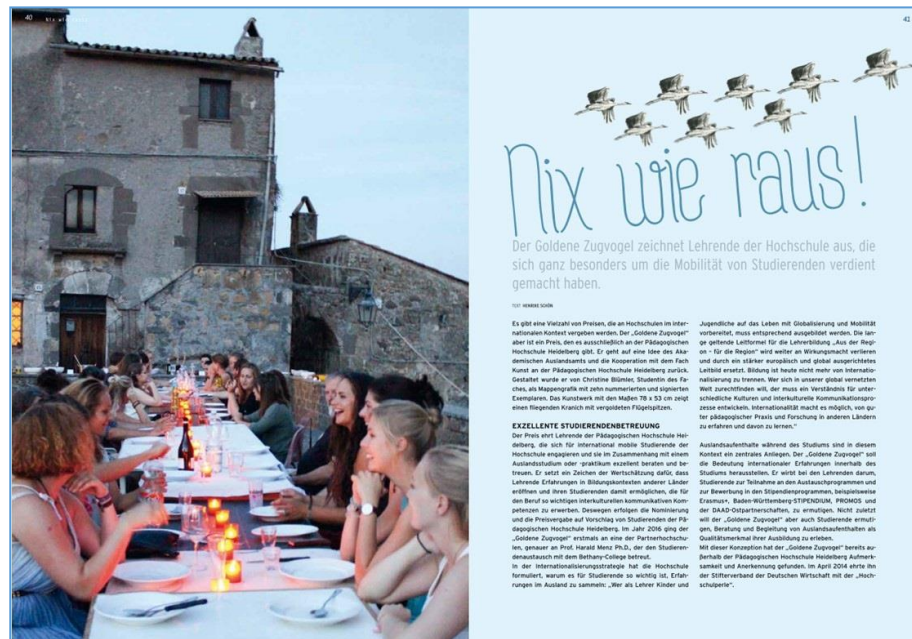 40 Nix wie raus!
41
Nix wie raus!
Der Goldene Zugvogel zeichnet Lehrende der Hochschule aus, die
sich ganz besonders um die Mobilität von Studierenden verdient
gemacht haben.
TEXT HENRIKE SCHÖN
Es gibt eine Vielzahl von Preisen, die an Hochschulen im inter-
nationalen Kontext vergeben werden. Der „Goldene Zugvogel“
aber ist ein Preis, den es ausschließlich an der Pädagogischen
Hochschule Heidelberg gibt. Er geht auf eine Idee des Aka-
demischen Auslandsamts und die Kooperation mit dem Fach
Kunst an der Pädagogischen Hochschule Heidelberg zurück.
Gestaltet wurde er von Christine Blümler, Studentin des Fa-
ches, als Mappengrafik mit zehn nummerierten und signierten
Exemplaren. Das Kunstwerk mit den Maßen 78 x 53 cm zeigt
einen fliegenden Kranich mit vergoldeten Flügelspitzen.
EXZELLENTE STUDIERENDENBETREUUNG
Der Preis ehrt Lehrende der Pädagogischen Hochschule Hei-
delberg, die sich für international mobile Studierende der
Hochschule engagieren und sie im Zusammenhang mit einem
Auslandsstudium oder -praktikum exzellent beraten und be-
treuen. Er setzt ein Zeichen der Wertschätzung dafür, dass
Lehrende Erfahrungen in Bildungskontexten anderer Länder
eröffnen und ihren Studierenden damit ermöglichen, die für
den Beruf so wichtigen interkulturellen kommunikativen Kom-
petenzen zu erwerben. Deswegen erfolgen die Nominierung
und die Preisvergabe auf Vorschlag von Studierenden der Pä-
dagogischen Hochschule Heidelberg. Im Jahr 2016 ging der
„Goldene Zugvogel“ erstmals an eine der Partnerhochschu-
len, genauer an Prof. Harald Menz Ph.D., der den Studieren-
denaustausch mit dem Bethany-College betreut.
In der Internationalisierungsstrategie hat die Hochschule
formuliert, warum es für Studierende so wichtig ist, Erfah-
rungen im Ausland zu sammeln: „Wer als Lehrer Kinder und
Jugendliche auf das Leben mit Globalisierung und Mobilität
vorbereitet, muss entsprechend ausgebildet werden. Die lan-
ge geltende Leitformel für die Lehrerbildung „Aus der Regi-
on – für die Region“ wird weiter an Wirkungsmacht verlieren
und durch ein stärker europäisch und global ausgerichtetes
Leitbild ersetzt. Bildung ist heute nicht mehr von Internatio-
nalisierung zu trennen. Wer sich in unserer global vernetzten
Welt zurechtfinden will, der muss ein Verständnis für unter-
schiedliche Kulturen und interkulturelle Kommunikationspro-
zesse entwickeln. Internationalität macht es möglich, von gu-
ter pädagogischer Praxis und Forschung in anderen Ländern
zu erfahren und davon zu lernen.“
Auslandsaufenthalte während des Studiums sind in diesem
Kontext ein zentrales Anliegen. Der „Goldene Zugvogel“ soll
die Bedeutung internationaler Erfahrungen innerhalb des
Studiums herausstellen. Er wirbt bei den Lehrenden darum,
Studierende zur Teilnahme an den Austauschprogrammen und
zur Bewerbung in den Stipendienprogrammen, beispielsweise
Erasmus+, Baden-Württemberg-STIPENDIUM, PROMOS und
der DAAD-Ostpartnerschaften, zu ermutigen. Nicht zuletzt
will der „Goldene Zugvogel“ aber auch Studierende ermuti-
gen, Beratung und Begleitung von Auslandsaufenthalten als
Qualitätsmerkmal ihrer Ausbildung zu erleben.
Mit dieser Konzeption hat der „Goldene Zugvogel“ bereits au-
ßerhalb der Pädagogischen Hochschule Heidelberg Aufmerk-
samkeit und Anerkennung gefunden. Im April 2014 ehrte ihn
der Stifterverband der Deutschen Wirtschaft mit der „Hoch-
schulperle“.